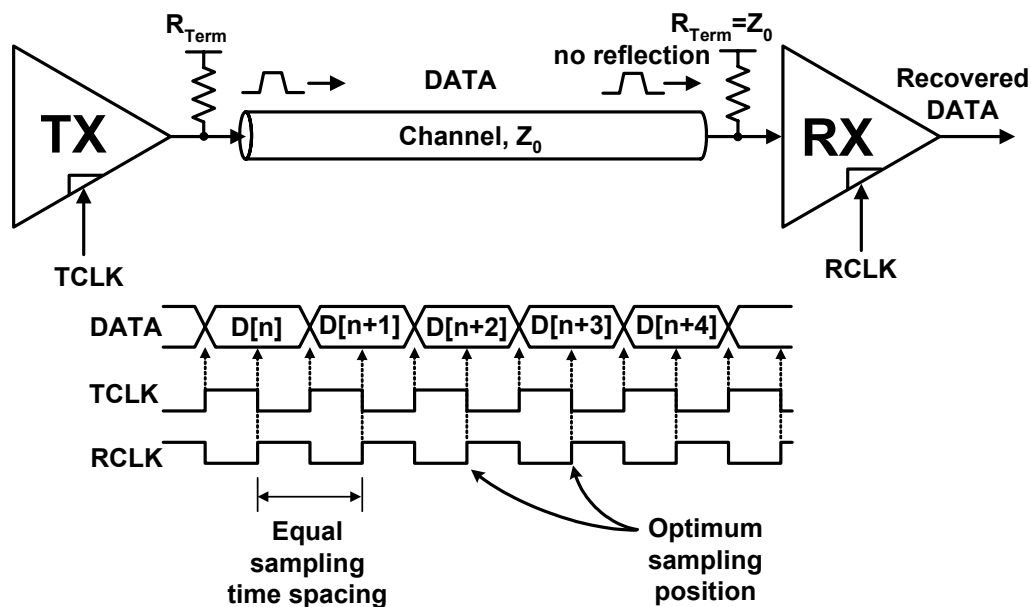 R_Term
R_Term=Z_0
no reflection
DATA
Recovered
DATA
TX
Channel, Z_0
RX
TCLK
RCLK
DATA
D[n]
D[n+1]
D[n+2]
D[n+3]
D[n+4]
TCLK
RCLK
Equal
sampling
time spacing
Optimum
sampling
position